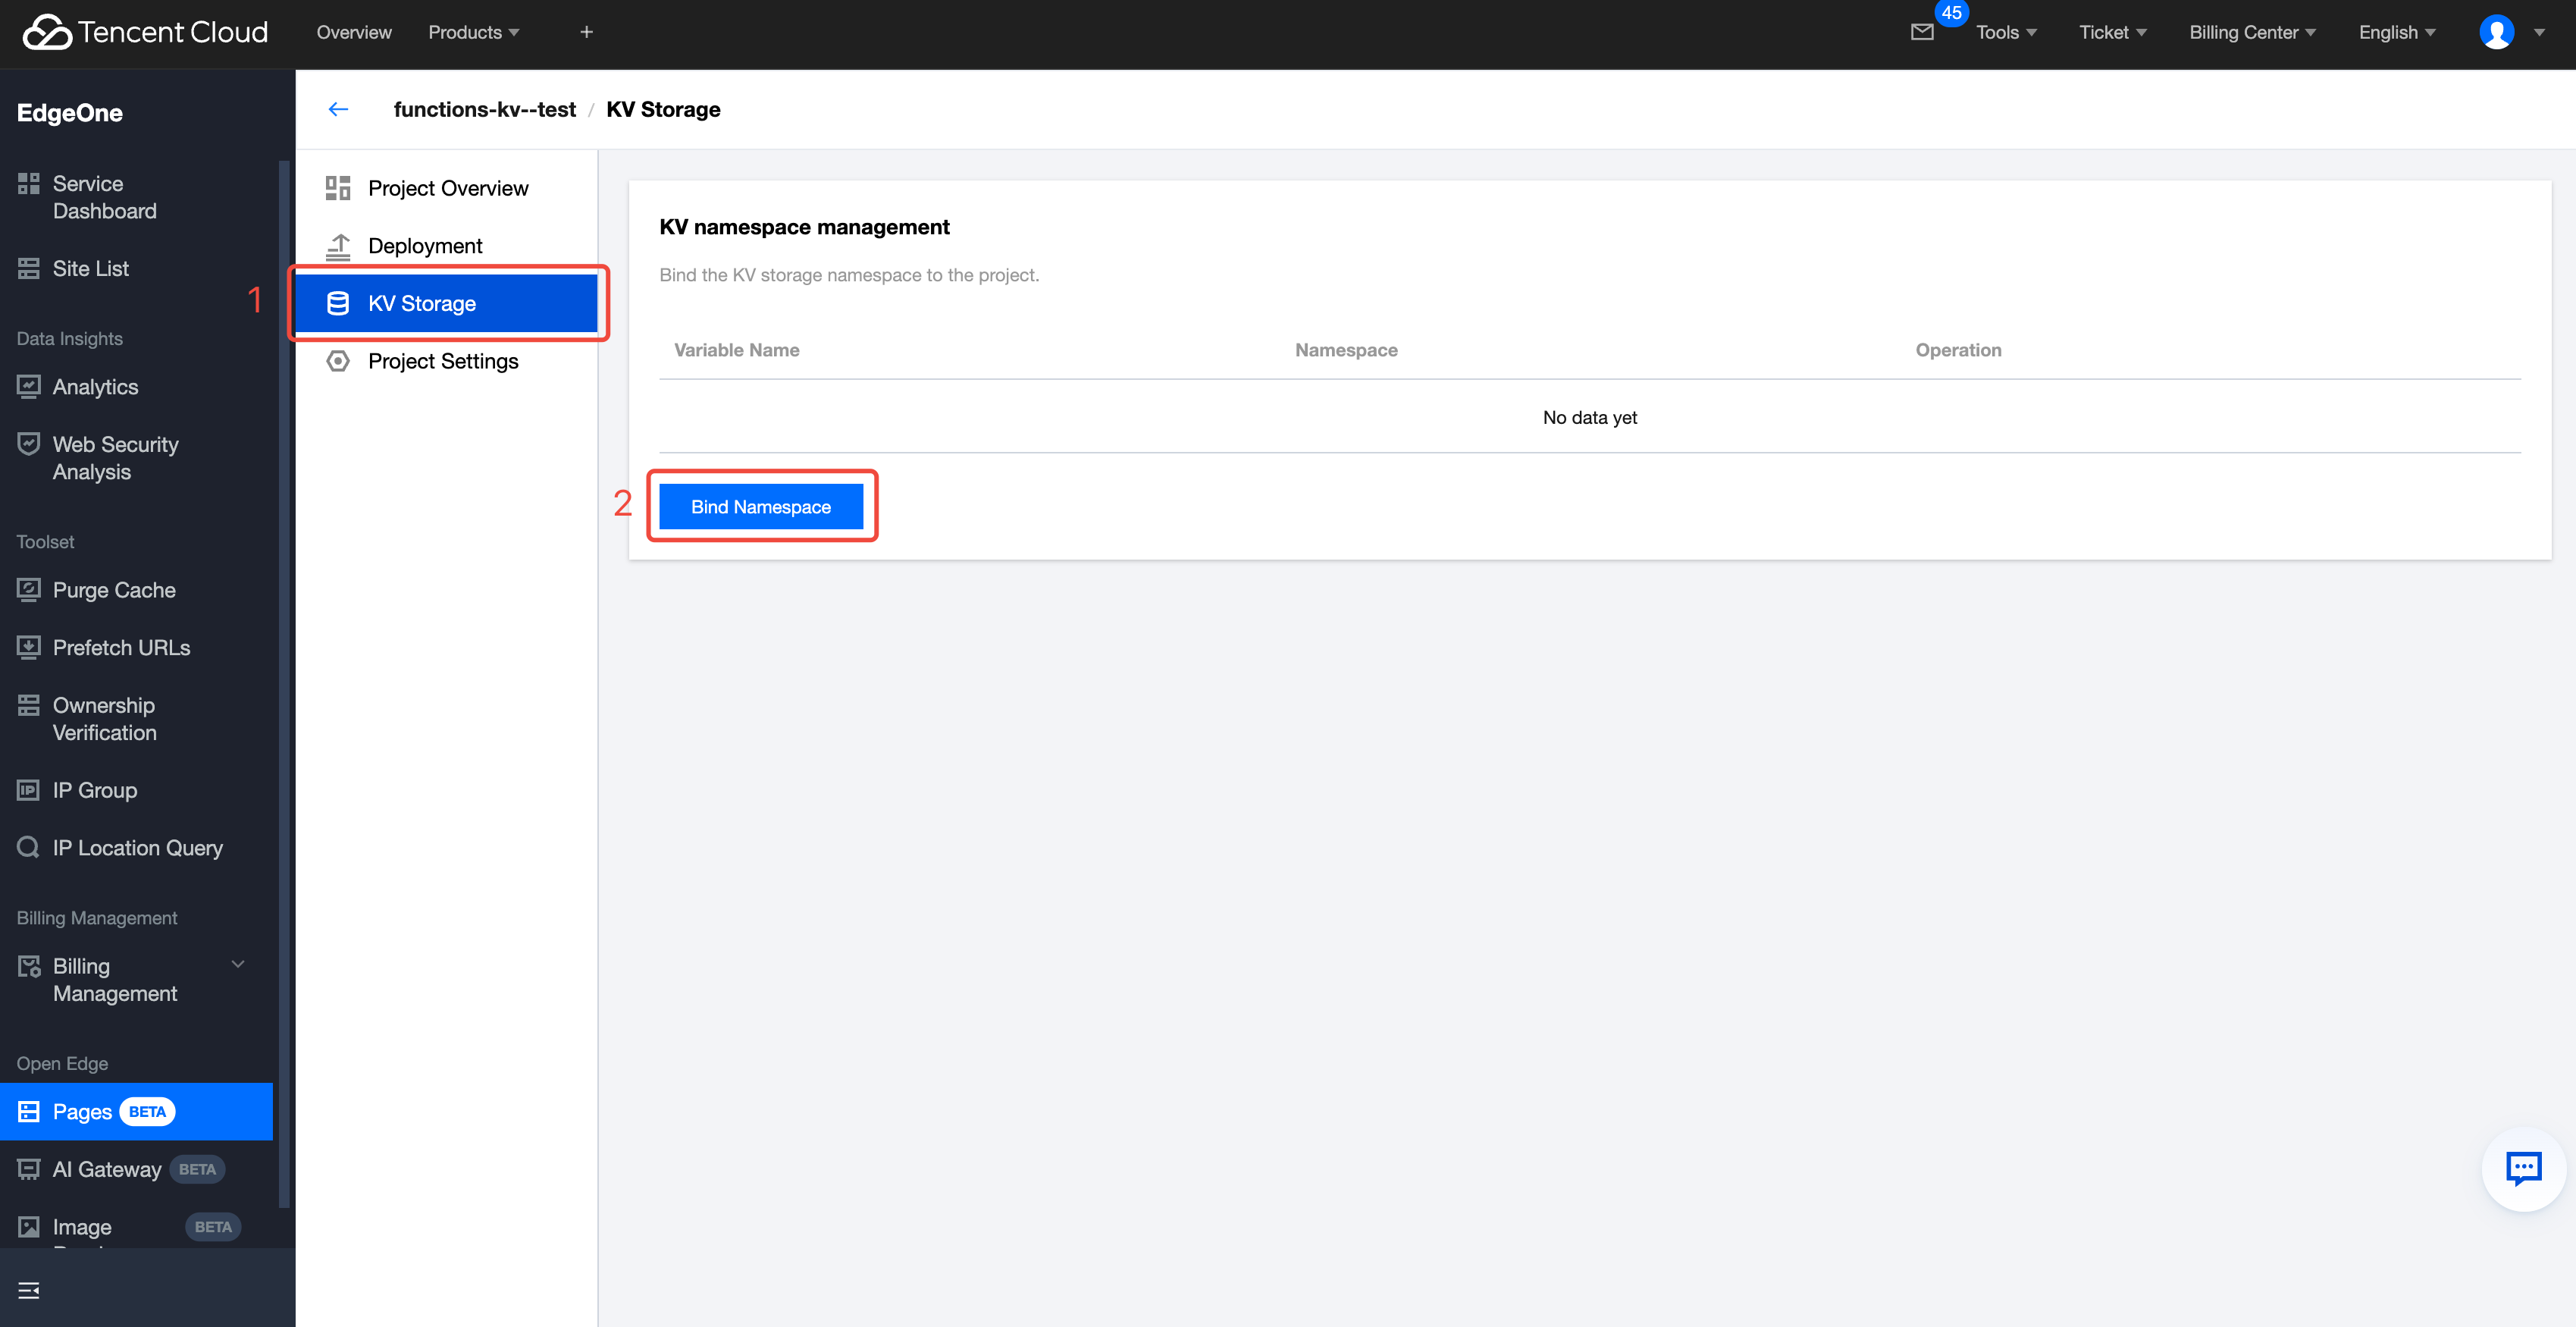 Tencent Cloud
Overview
Products
+
45
Tools
Ticket
Billing Center
English
EdgeOne
Service
Dashboard
Site List
Data Insights
Analytics
Web Security
Analysis
Toolset
Purge Cache
Prefetch URLs
Ownership
Verification
IP
IP Group
IP Location Query
Billing Management
Billing
Management
Open Edge
Pages BETA
AI Gateway BETA
Image BETA
functions-kv--test / KV Storage
Project Overview
Deployment
1
KV Storage
Project Settings
KV namespace management
Bind the KV storage namespace to the project.
Variable Name Namespace Operation
No data yet
2
Bind Namespace